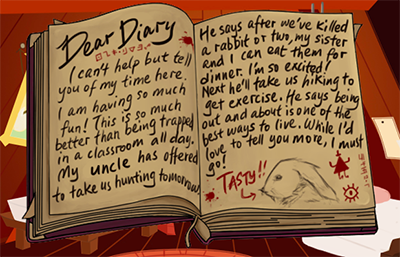 Dear Diary
I can't help but tell
you of my time here.
I am having so much
fun! This is so much
better than being trapped
in a classroom all day.
My uncle has offered
to take us hunting tomorrow.
He says after we've killed
a rabbit or two, my sister
and I can eat them for
dinner. I'm so excited!
Next he'll take us hiking to
get exercise. He says being
out and about is one of the
best ways to live. While I'd
love to tell you more, I must
go!
TASTY!!